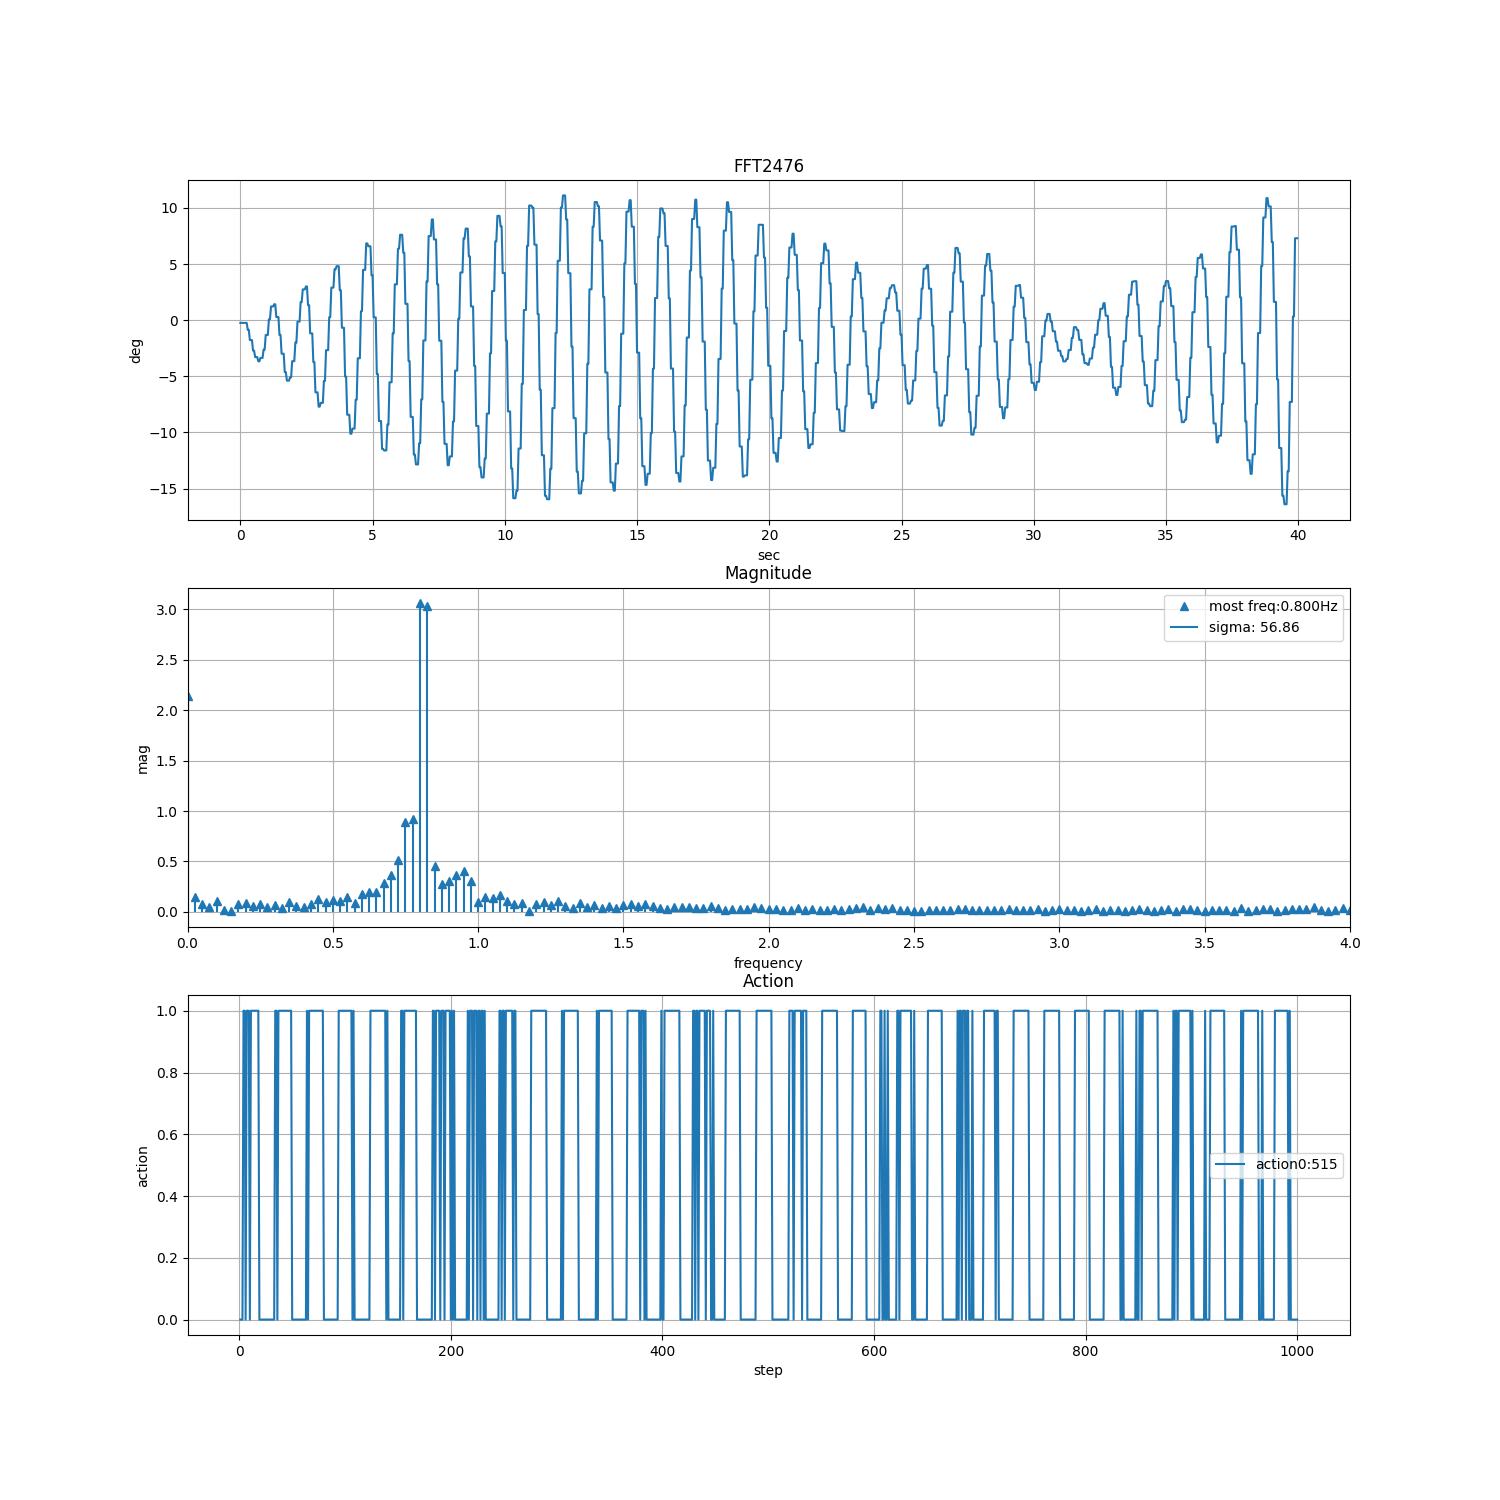 FFT2476
10
5
0
−5
−10
−15
deg
0 5 10 15 20 25 30 35 40
sec
Magnitude
3.0
2.5
2.0
1.5
1.0
0.5
0.0
mag
most freq:0.800Hz
sigma: 56.86
0.0 0.5 1.0 1.5 2.0 2.5 3.0 3.5 4.0
frequency
Action
1.0
0.8
0.6
0.4
0.2
0.0
action
action0:515
0 200 400 600 800 1000
step